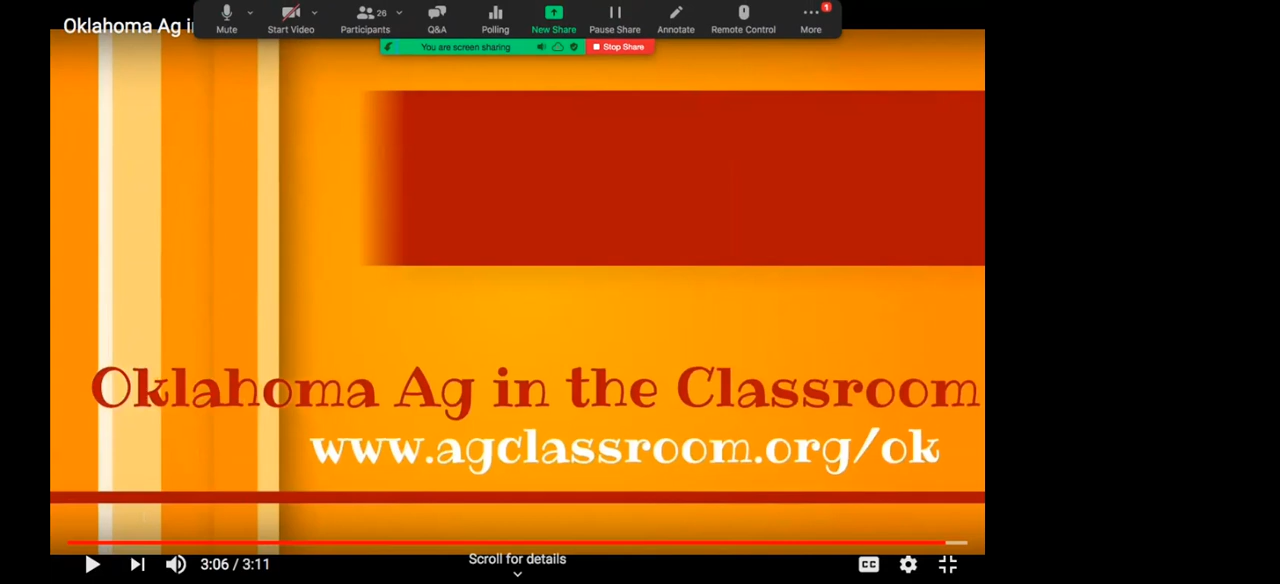 Oklahoma Ag i
Mute
Start Video
Participants
26
Q&A
Polling
New Share
Pause Share
Annotate
Remote Control
More
1
You are screen sharing
Stop Share
Oklahoma Ag in the Classroom
www.agclassroom.org/ok
3:06 / 3:11
Scroll for details
CC